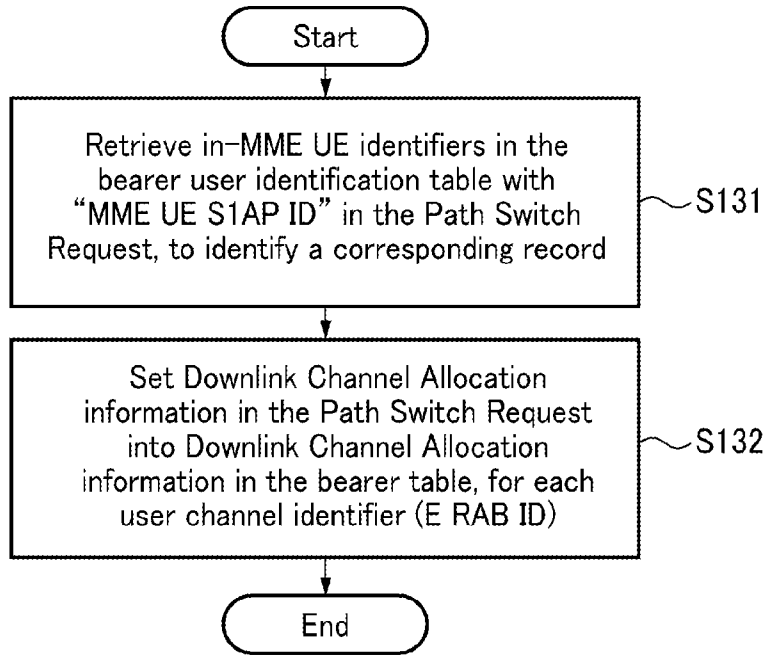 Start
Retrieve in-MME UE identifiers in the
bearer user identification table with
“MME UE S1AP ID” in the Path Switch
Request, to identify a corresponding record
S131
Set Downlink Channel Allocation
information in the Path Switch Request
into Downlink Channel Allocation
information in the bearer table, for each
user channel identifier (E RAB ID)
S132
End